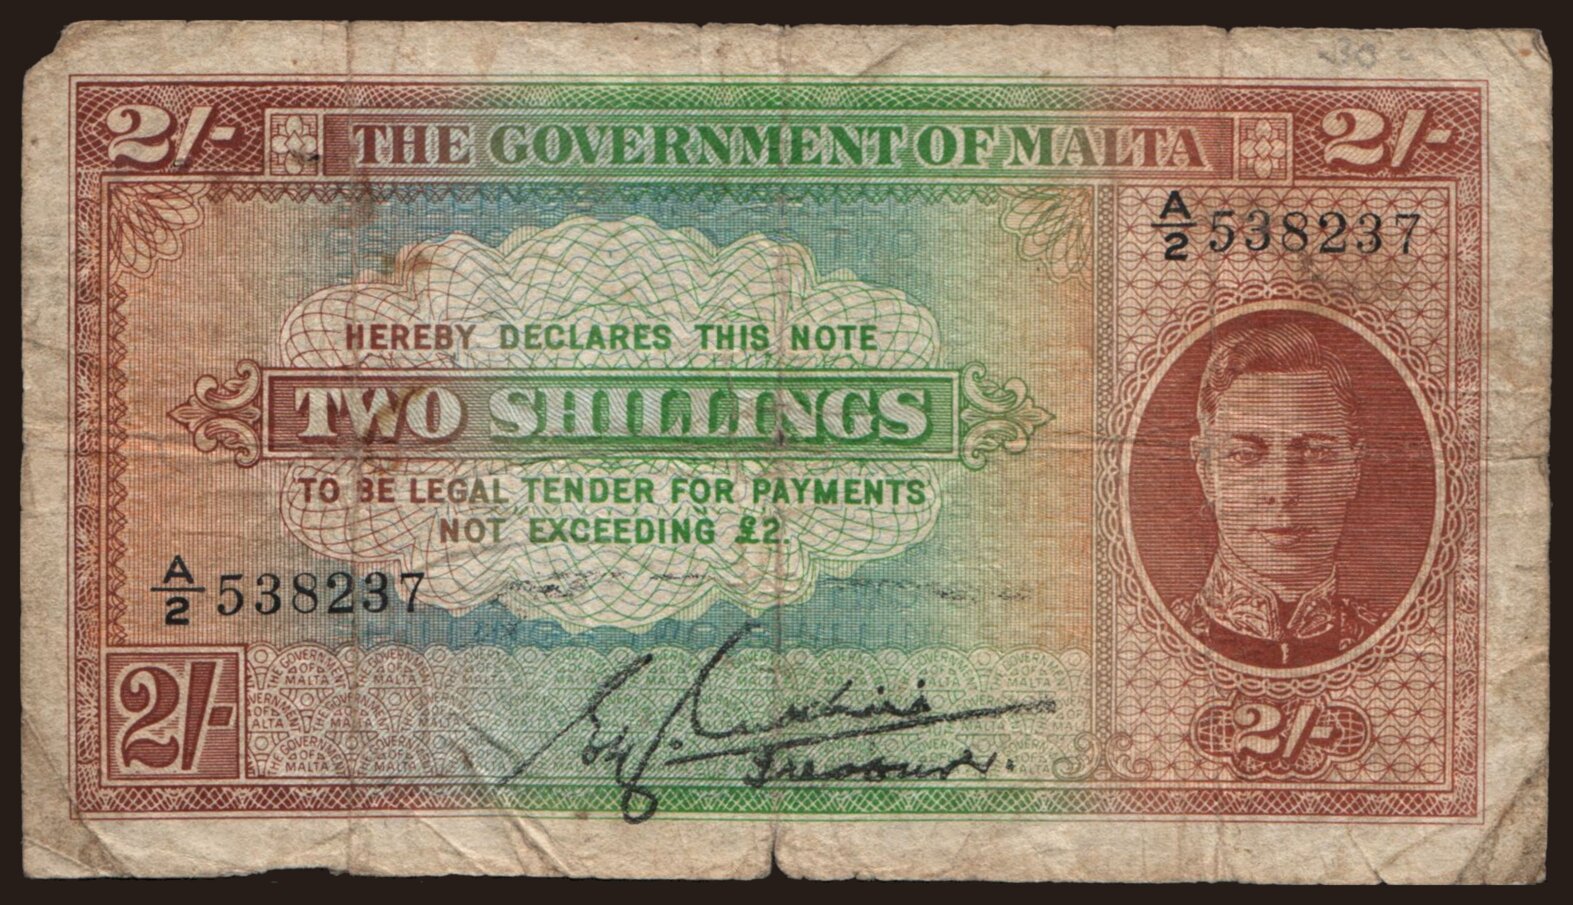 2/- THE GOVERNMENT OF MALTA 2/-
A/2 538237
HEREBY DECLARES THIS NOTE
TWO SHILLINGS
TO BE LEGAL TENDER FOR PAYMENTS
NOT EXCEEDING £2.
A/2 538237
2/-
2/-
Treasurer.